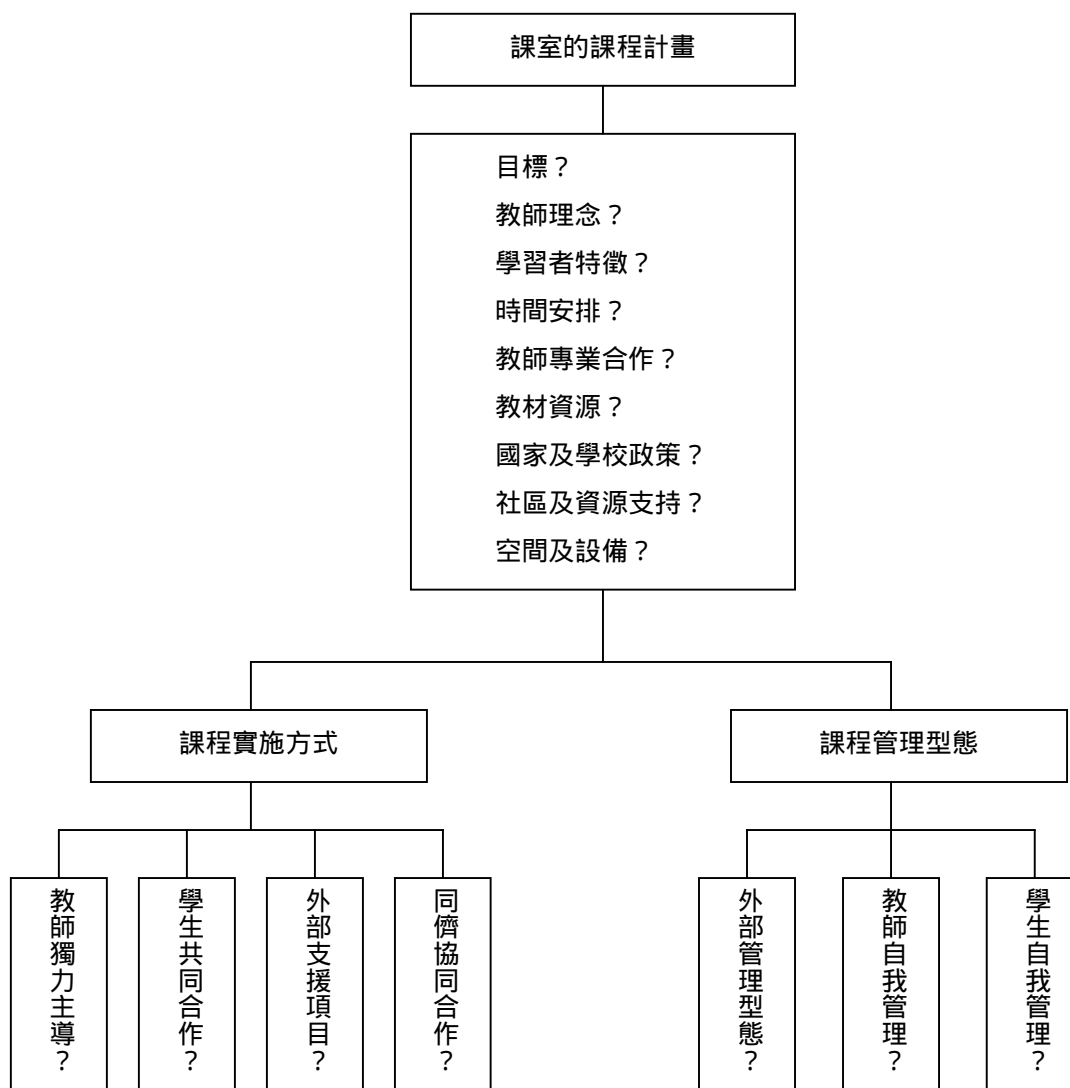 課室的課程計畫
目標？
教師理念？
學習者特徵？
時間安排？
教師專業合作？
教材資源？
國家及學校政策？
社區及資源支持？
空間及設備？
課程實施方式
課程管理型態
教師獨力主導？
學生共同合作？
外部支援項目？
同儕協同合作？
外部管理型態？
教師自我管理？
學生自我管理？